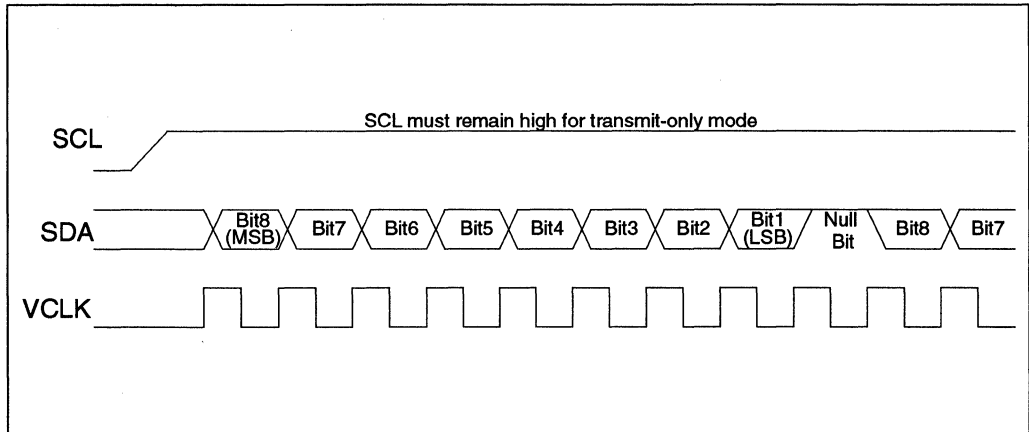 SCL must remain high for transmit-only mode
SCL
SDA
Bit8
(MSB)
Bit7
Bit6
Bit5
Bit4
Bit3
Bit2
Bit1
(LSB)
Null
Bit
Bit8
Bit7
VCLK